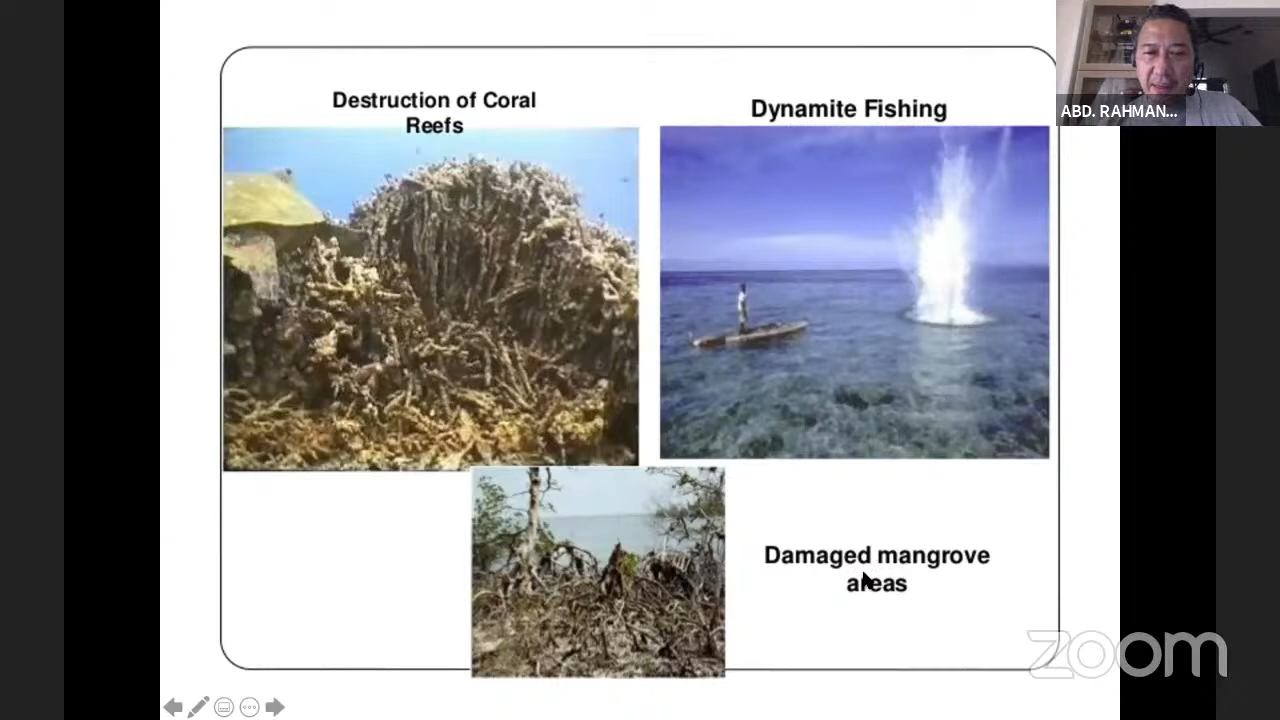 Destruction of Coral
Reefs
Dynamite Fishing
ABD. RAHMAN...
Damaged mangrove
areas
zoom